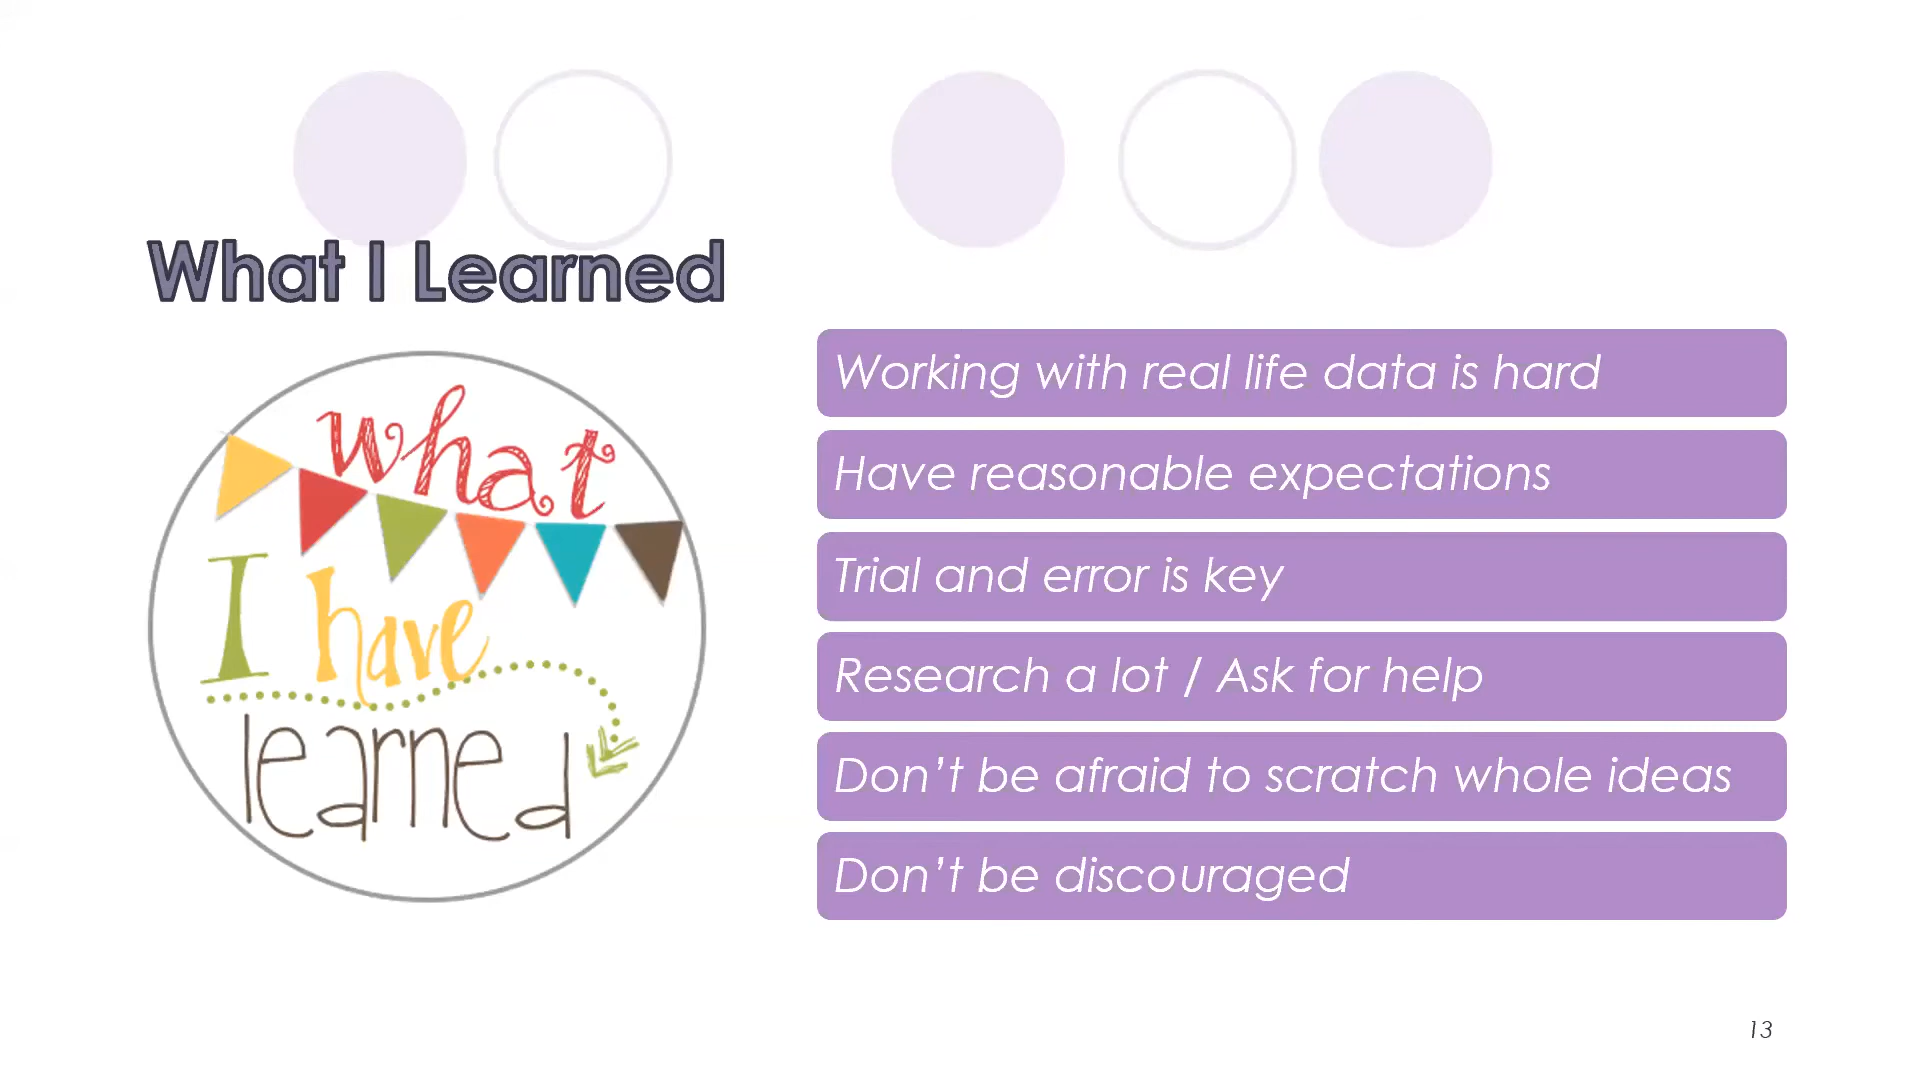 What I Learned
what
I have
learned
Working with real life data is hard
Have reasonable expectations
Trial and error is key
Research a lot / Ask for help
Don’t be afraid to scratch whole ideas
Don’t be discouraged
13